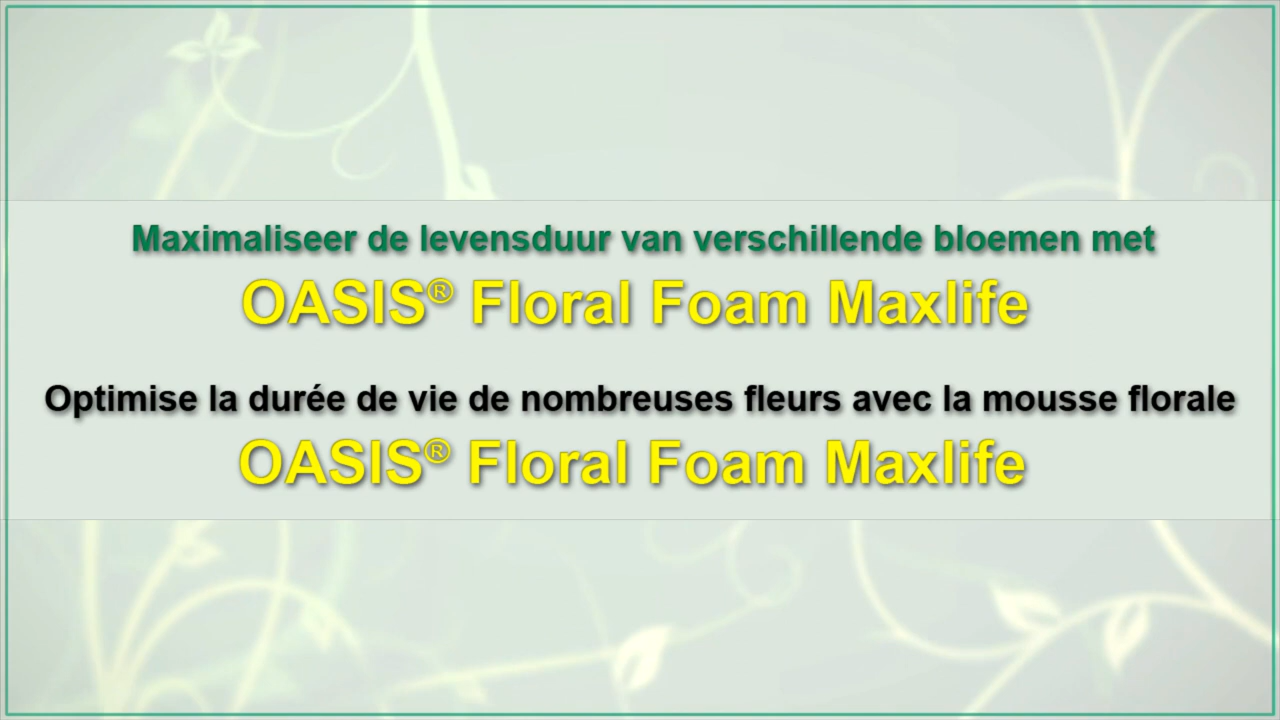 Maximaliseer de levensduur van verschillende bloemen met
OASIS® Floral Foam Maxlife
Optimise la durée de vie de nombreuses fleurs avec la mousse florale
OASIS® Floral Foam Maxlife